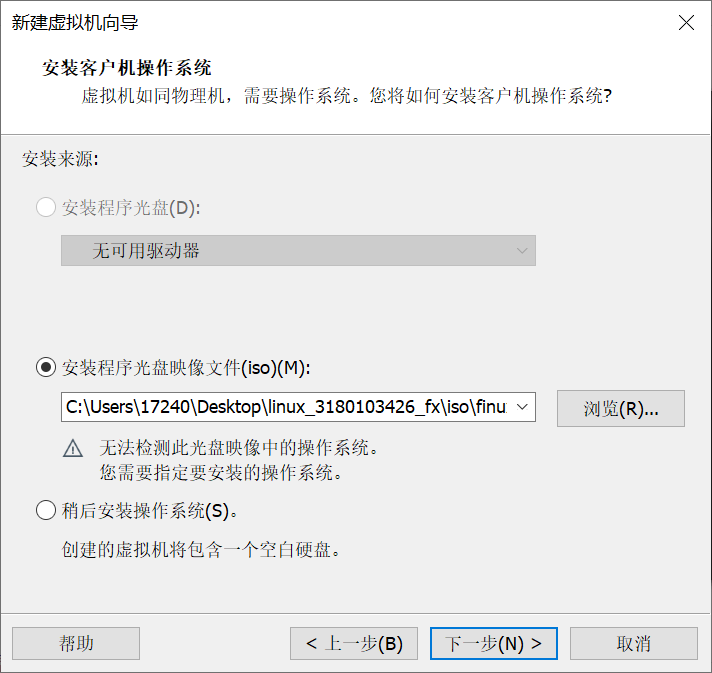 新建虚拟机向导
安装客户机操作系统
虚拟机如同物理机，需要操作系统。您将如何安装客户机操作系统?
安装来源:
安装程序光盘(D):
无可用驱动器
安装程序光盘映像文件(iso)(M):
C:\Users\17240\Desktop\linux_3180103426_fx\iso\finu
浏览(R)...
无法检测此光盘映像中的操作系统。
您需要指定要安装的操作系统。
稍后安装操作系统(S)。
创建的虚拟机将包含一个空白硬盘。
帮助
< 上一步(B)
下一步(N) >
取消